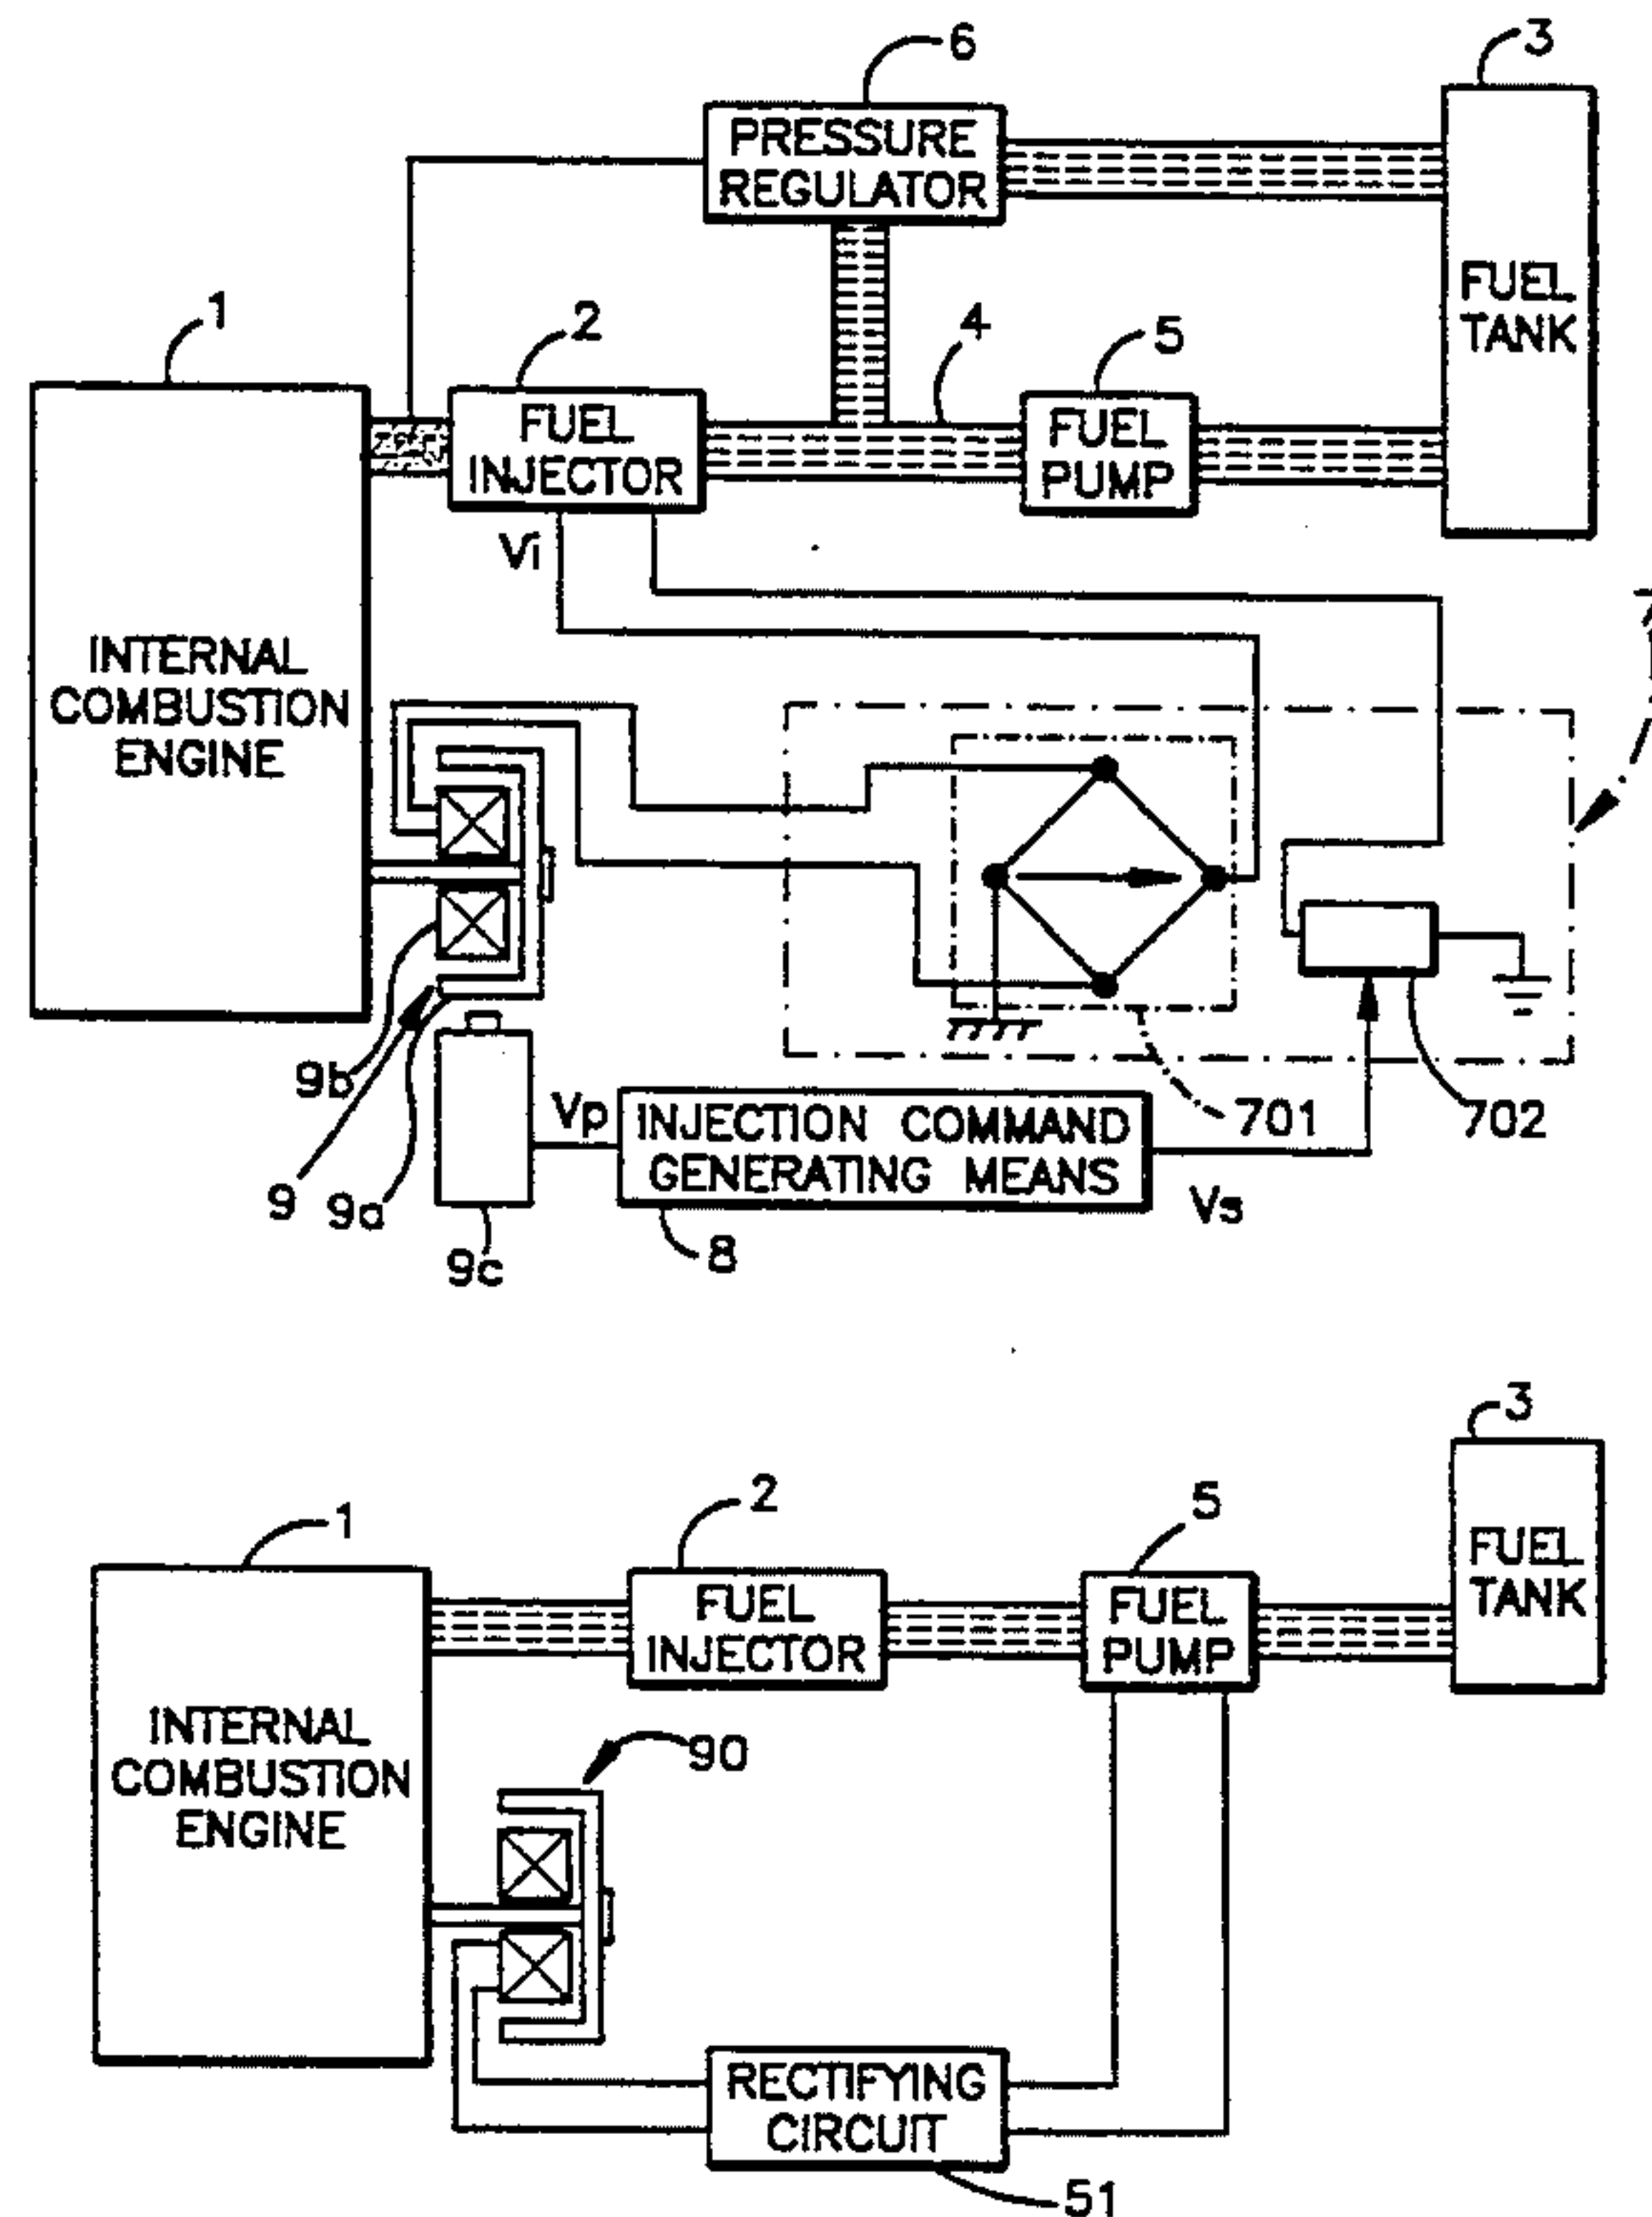 6
3
PRESSURE
REGULATOR
FUEL
TANK
1
2
4
5
FUEL
INJECTOR
FUEL
PUMP
Vi
INTERNAL
COMBUSTION
ENGINE
9b
9
9a
9c
Vp
INJECTION COMMAND
GENERATING MEANS
8
Vs
701
702
3
2
5
1
FUEL
TANK
FUEL
INJECTOR
FUEL
PUMP
INTERNAL
COMBUSTION
ENGINE
90
RECTIFYING
CIRCUIT
51